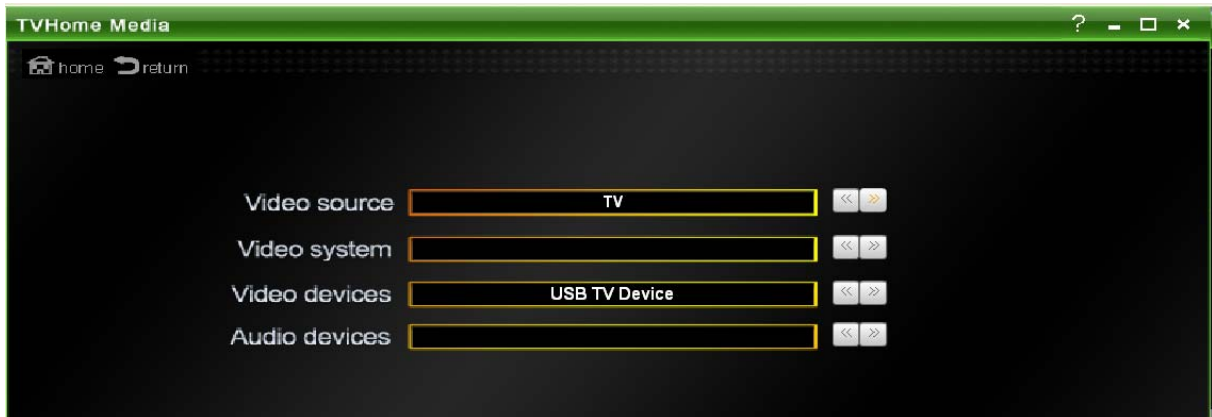 TVHome Media ?
home return
Video source TV
Video system
Video devices USB TV Device
Audio devices